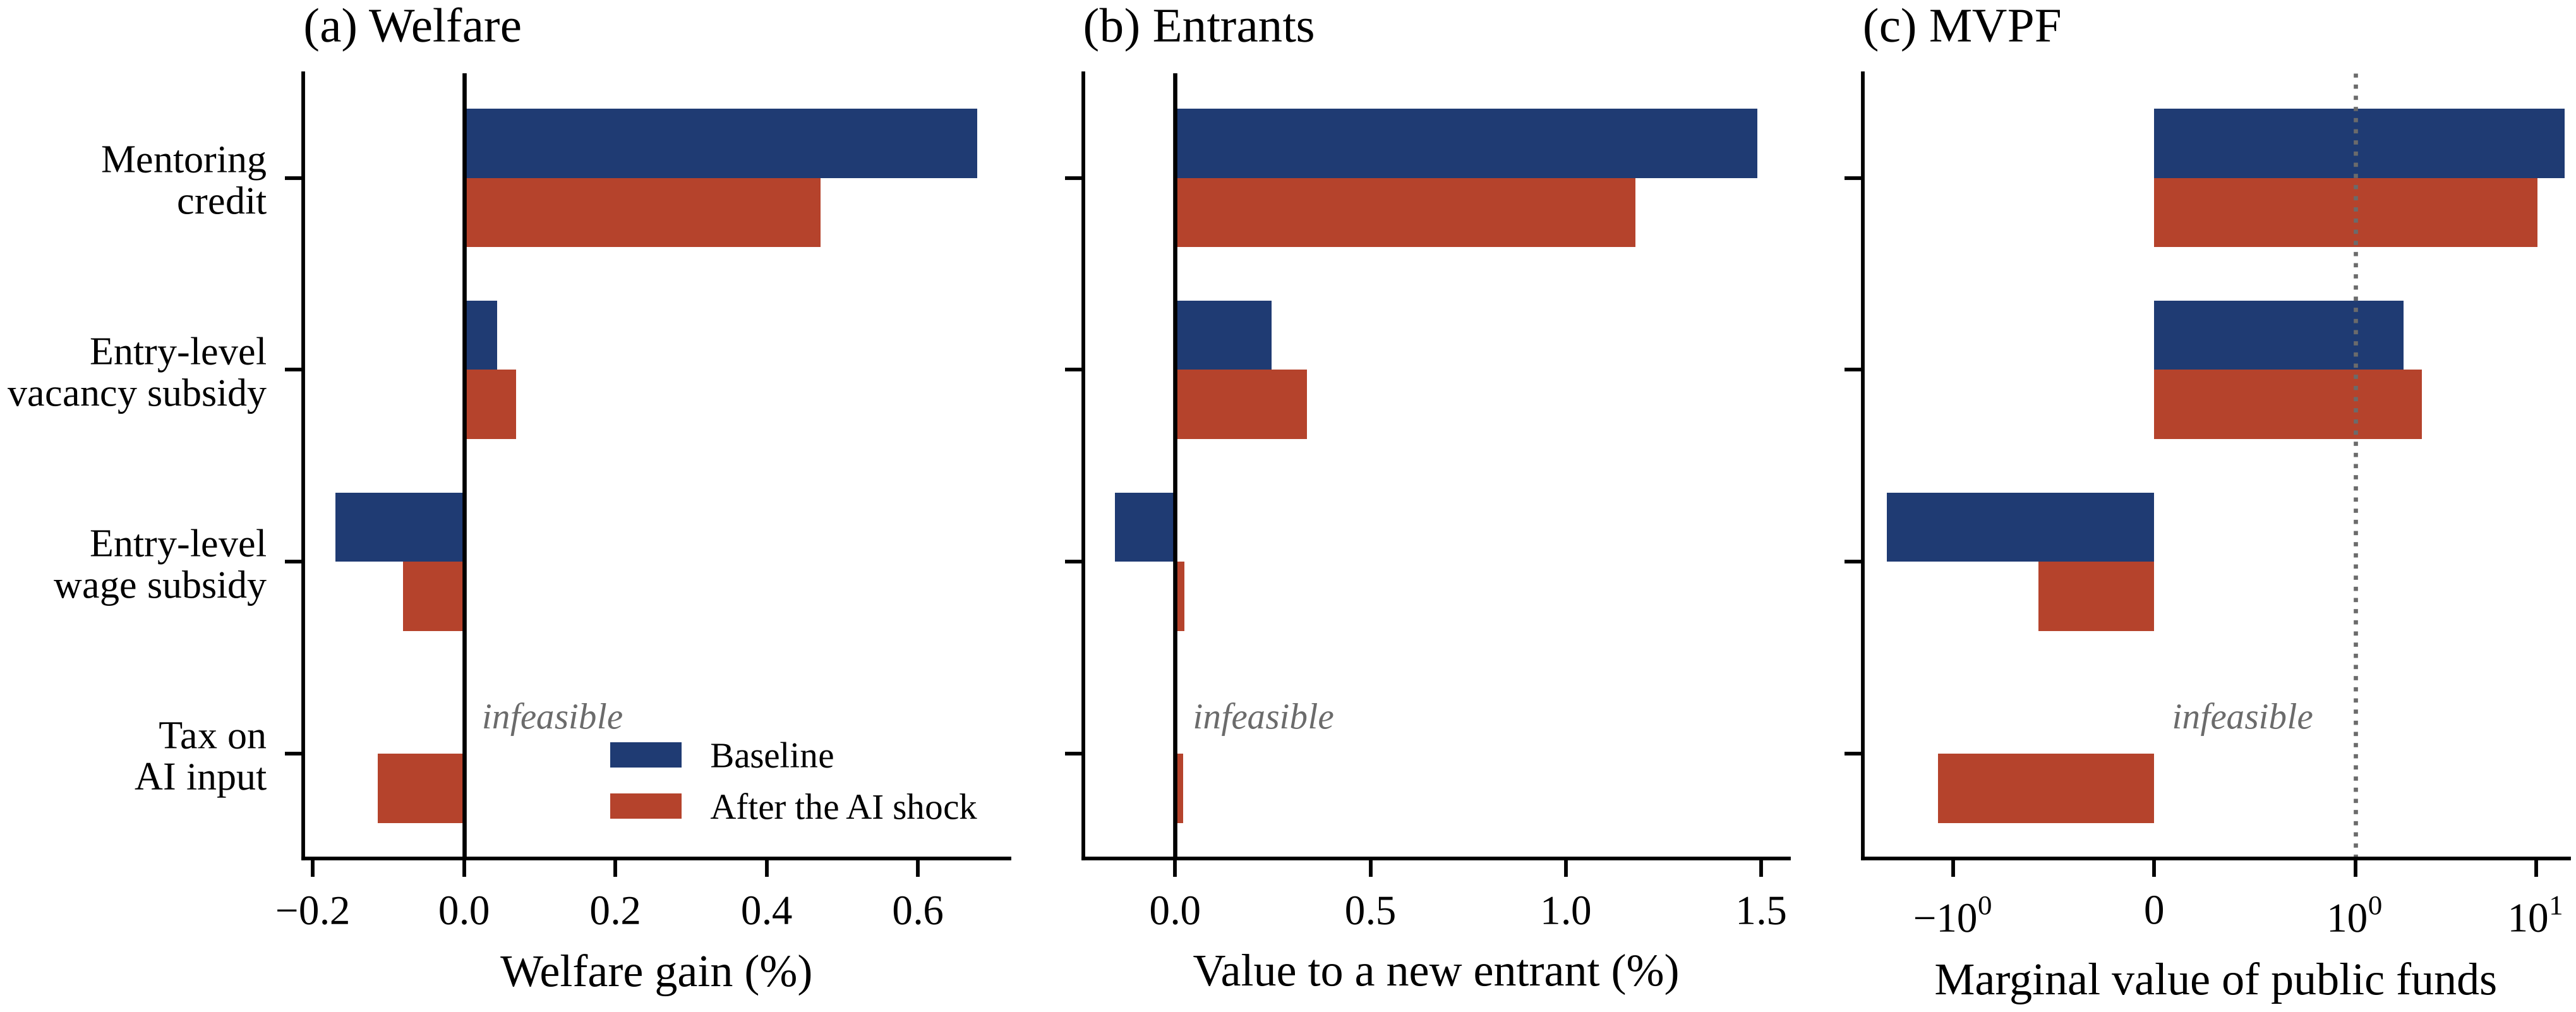 (a) Welfare
(b) Entrants
(c) MVPF
Mentoring
credit
Entry-level
vacancy subsidy
Entry-level
wage subsidy
Tax on
AI input
infeasible
Baseline
After the AI shock
infeasible
infeasible
−0.2 0.0 0.2 0.4 0.6
Welfare gain (%)
0.0 0.5 1.0 1.5
Value to a new entrant (%)
−10⁰ 0 10⁰ 10¹
Marginal value of public funds